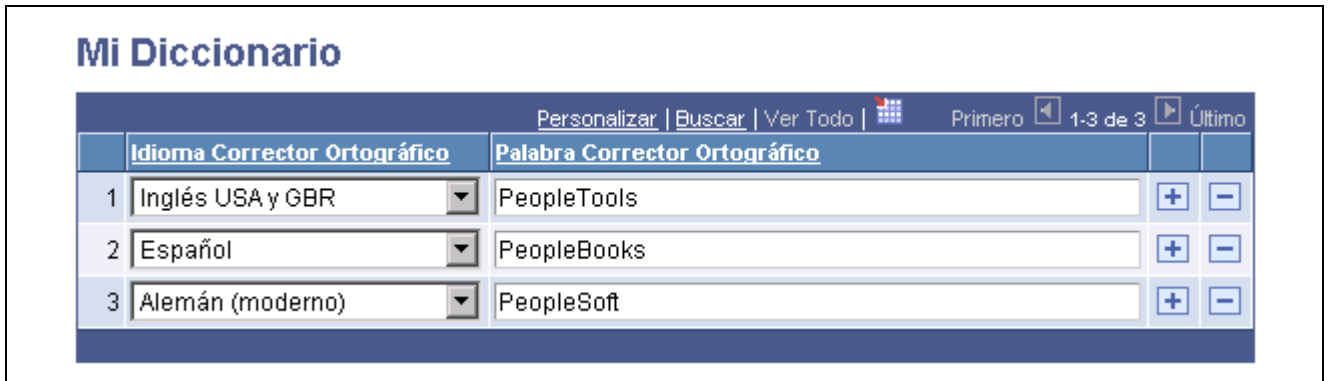 Mi Diccionario
Personalizar | Buscar | Ver Todo | Primero 1-3 de 3 Último
Idioma Corrector Ortográfico Palabra Corrector Ortográfico
1 Inglés USA y GBR PeopleTools
2 Español PeopleBooks
3 Alemán (moderno) PeopleSoft